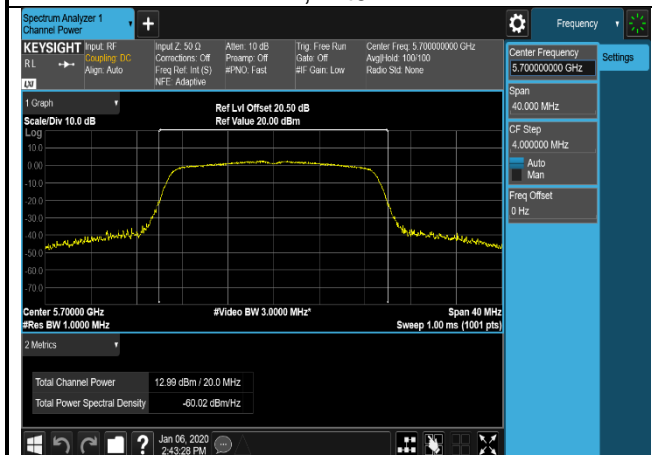 Spectrum Analyzer 1
Channel Power
+
Frequency
KEYSIGHT
RL
LXI
Input: RF
Coupling: DC
Align: Auto
Input Z: 50 Ω
Corrections: Off
Freq Ref: Int (S)
NFE: Adaptive
Atten: 10 dB
Preamp: Off
#PNO: Fast
Trig: Free Run
Gate: Off
#IF Gain: Low
Center Freq: 5.700000000 GHz
Avg|Hold: 100/100
Radio Std: None
Center Frequency
5.700000000 GHz
Settings
Span
40.000 MHz
CF Step
4.000000 MHz
Auto
Man
Freq Offset
0 Hz
1 Graph
Scale/Div 10.0 dB
Ref Lvl Offset 20.50 dB
Ref Value 20.00 dBm
Log
10.0
0.00
-10.0
-20.0
-30.0
-40.0
-50.0
-60.0
-70.0
Center 5.70000 GHz
#Video BW 3.0000 MHz*
Span 40 MHz
#Res BW 1.0000 MHz
Sweep 1.00 ms (1001 pts)
2 Metrics
Total Channel Power 12.99 dBm / 20.0 MHz
Total Power Spectral Density -60.02 dBm/Hz
?
Jan 06, 2020
2:43:28 PM